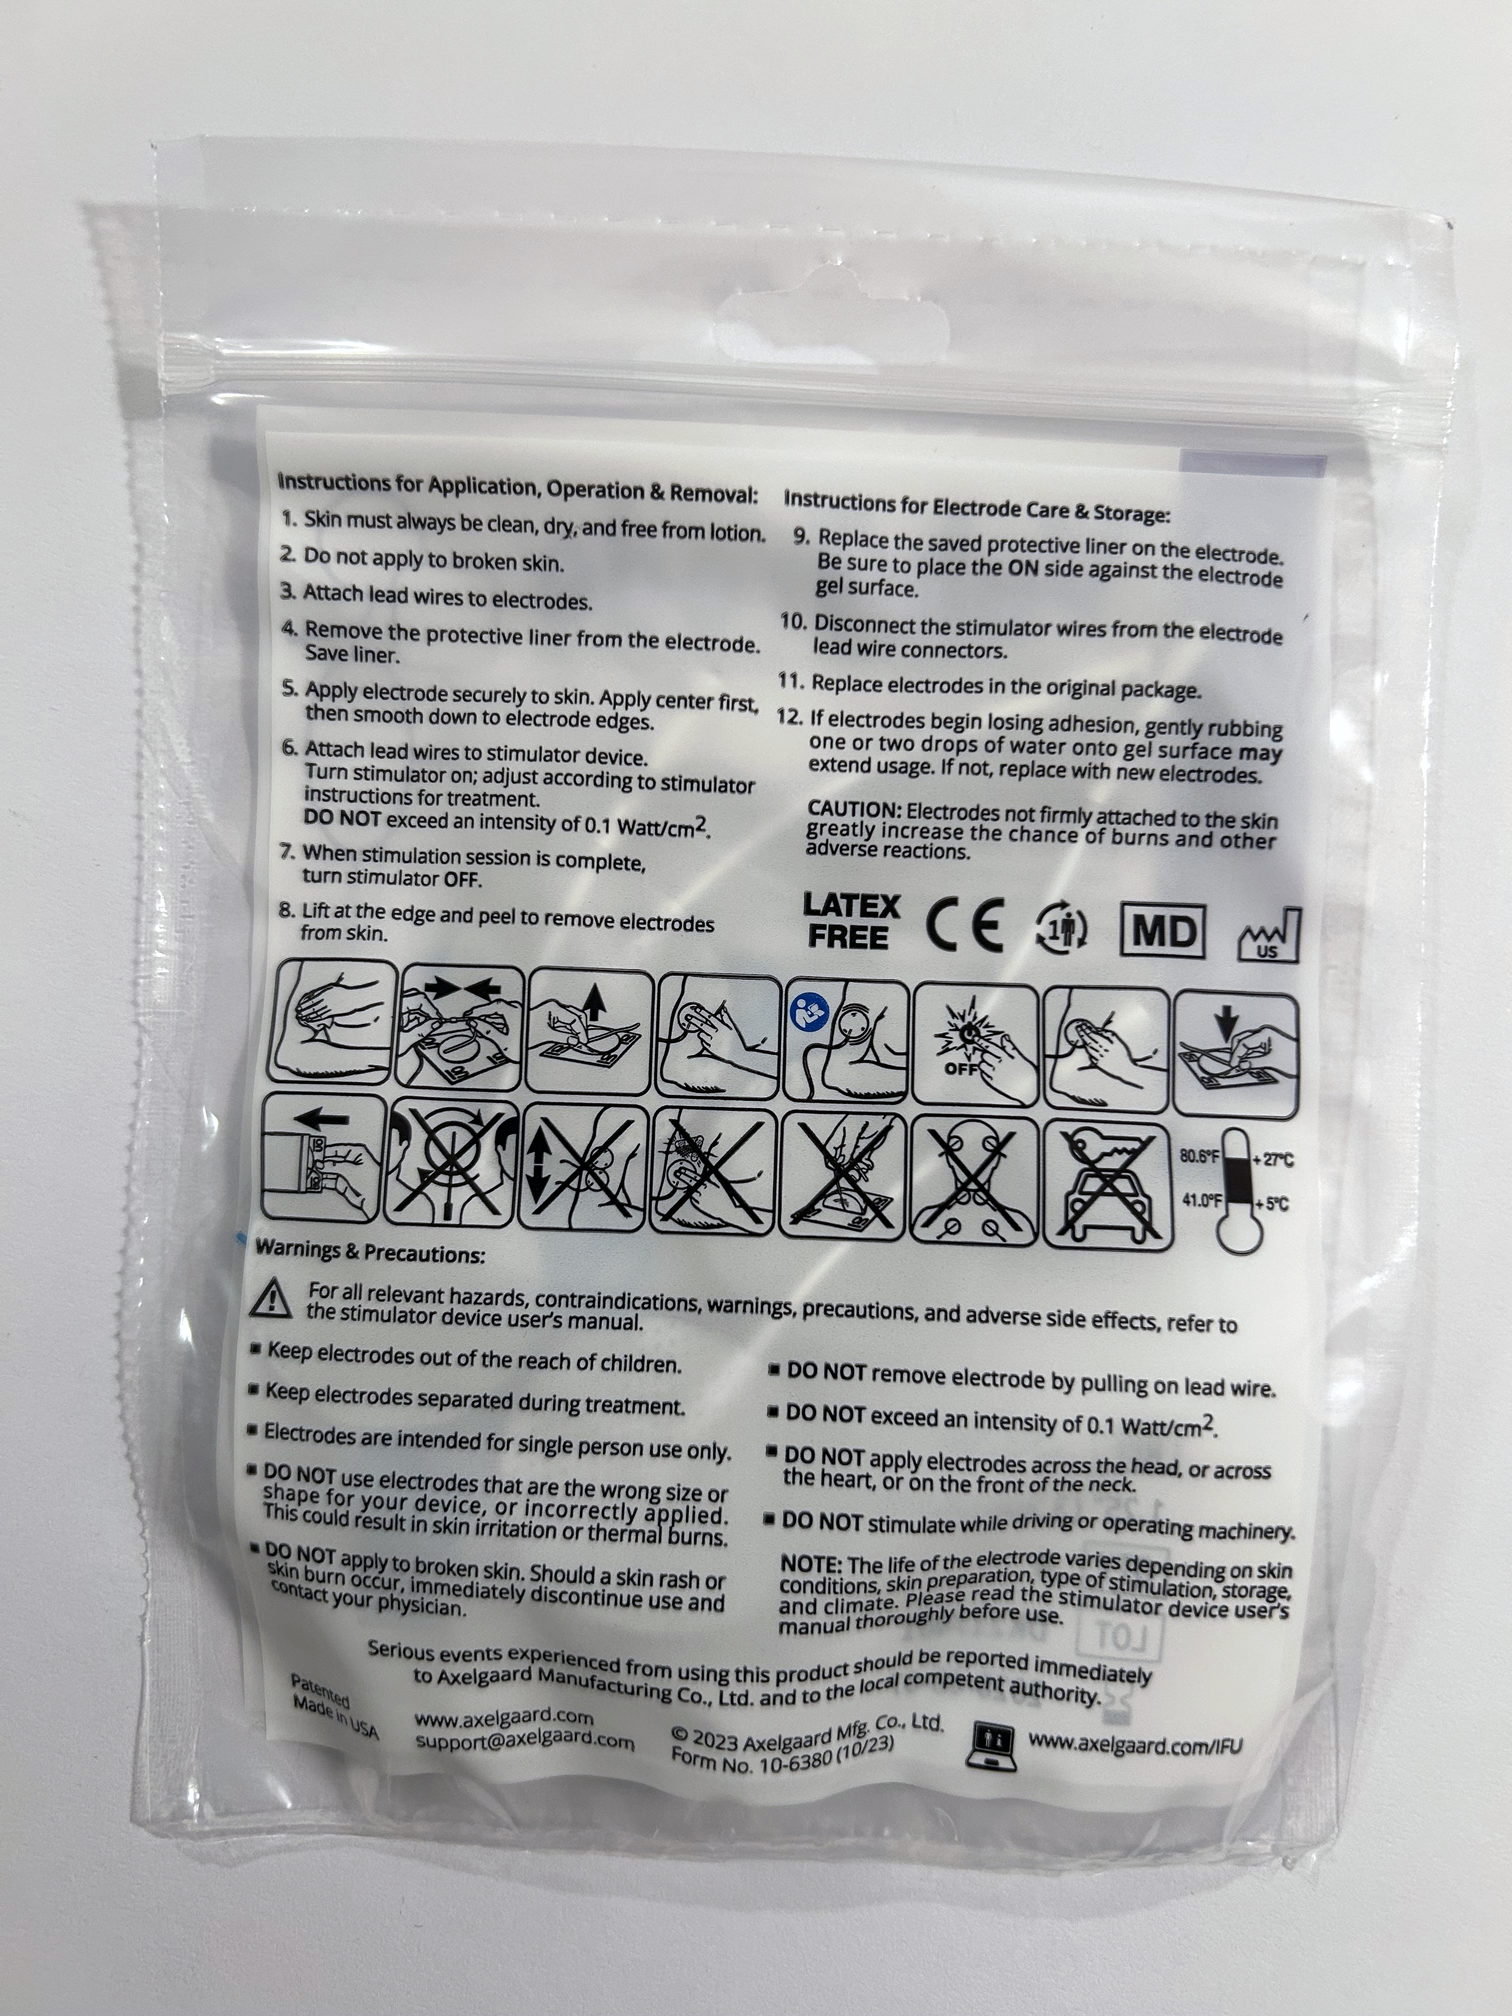 Instructions for Application, Operation & Removal:
1. Skin must always be clean, dry, and free from lotion.
2. Do not apply to broken skin.
3. Attach lead wires to electrodes.
4. Remove the protective liner from the electrode.
Save liner.
5. Apply electrode securely to skin. Apply center first,
then smooth down to electrode edges.
6. Attach lead wires to stimulator device.
Turn stimulator on; adjust according to stimulator
instructions for treatment.
DO NOT exceed an intensity of 0.1 Watt/cm².
7. When stimulation session is complete,
turn stimulator OFF.
8. Lift at the edge and peel to remove electrodes
from skin.
Instructions for Electrode Care & Storage:
9. Replace the saved protective liner on the electrode.
Be sure to place the ON side against the electrode
gel surface.
10. Disconnect the stimulator wires from the electrode
lead wire connectors.
11. Replace electrodes in the original package.
12. If electrodes begin losing adhesion, gently rubbing
one or two drops of water onto gel surface may
extend usage. If not, replace with new electrodes.
CAUTION: Electrodes not firmly attached to the skin
greatly increase the chance of burns and other
adverse reactions.
LATEX
FREE
CE
1
MD
US
OFF
80.6°F +27°C
41.0°F +5°C
Warnings & Precautions:
For all relevant hazards, contraindications, warnings, precautions, and adverse side effects, refer to
the stimulator device user's manual.
▪ Keep electrodes out of the reach of children.
▪ Keep electrodes separated during treatment.
▪ Electrodes are intended for single person use only.
▪ DO NOT use electrodes that are the wrong size or
shape for your device, or incorrectly applied.
This could result in skin irritation or thermal burns.
▪ DO NOT apply to broken skin. Should a skin rash or
skin burn occur, immediately discontinue use and
contact your physician.
▪ DO NOT remove electrode by pulling on lead wire.
▪ DO NOT exceed an intensity of 0.1 Watt/cm².
▪ DO NOT apply electrodes across the head, or across
the heart, or on the front of the neck.
▪ DO NOT stimulate while driving or operating machinery.
NOTE: The life of the electrode varies depending on skin
conditions, skin preparation, type of stimulation, storage,
and climate. Please read the stimulator device user's
manual thoroughly before use.
LOT
Serious events experienced from using this product should be reported immediately
to Axelgaard Manufacturing Co., Ltd. and to the local competent authority.
Patented
Made in USA
www.axelgaard.com
support@axelgaard.com
© 2023 Axelgaard Mfg. Co., Ltd.
Form No. 10-6380 (10/23)
www.axelgaard.com/IFU